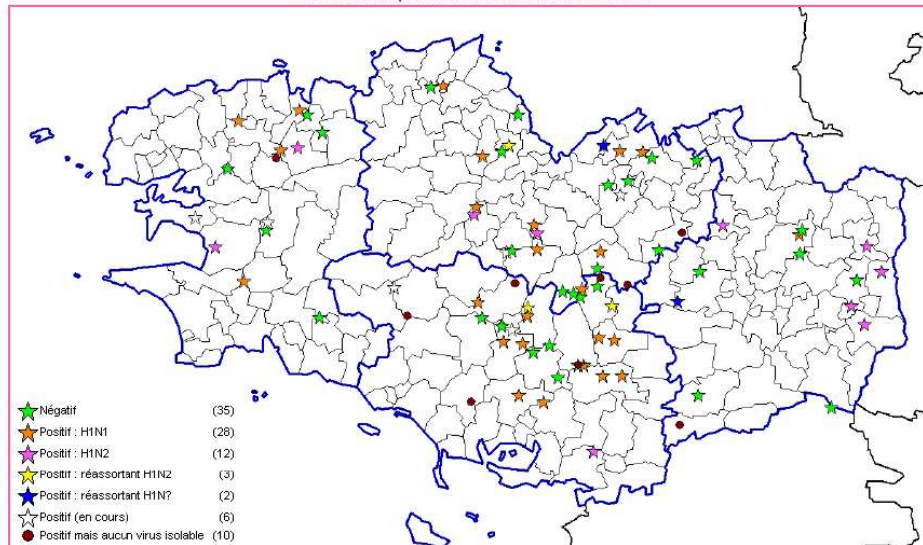 Négatif (35)
Positif : H1N1 (28)
Positif : H1N2 (12)
Positif : réassortant H1N2 (3)
Positif : réassortant H1N? (2)
Positif (en cours) (6)
Positif mais aucun virus isolable (10)